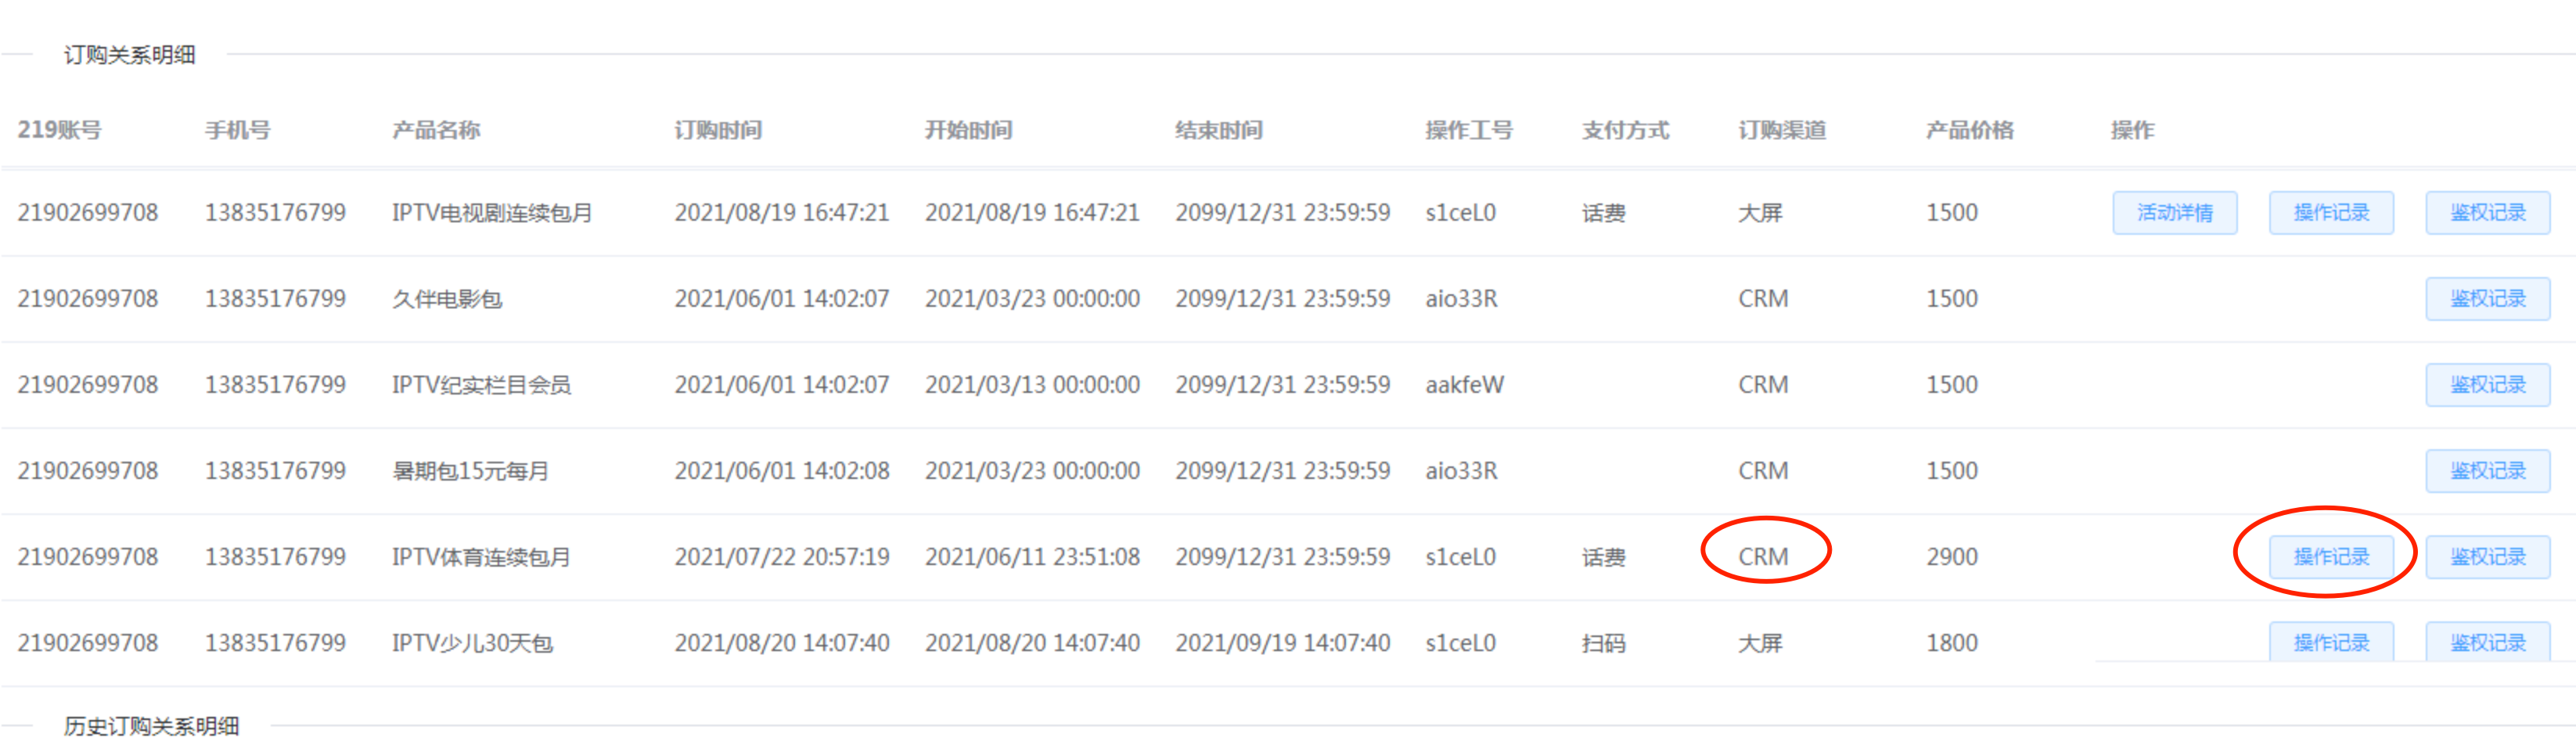 订购关系明细
219账号 手机号 产品名称 订购时间 开始时间 结束时间 操作工号 支付方式 订购渠道 产品价格 操作
21902699708 13835176799 IPTV电视剧连续包月 2021/08/19 16:47:21 2021/08/19 16:47:21 2099/12/31 23:59:59 s1ceL0 话费 大屏 1500 活动详情 操作记录 鉴权记录
21902699708 13835176799 久伴电影包 2021/06/01 14:02:07 2021/03/23 00:00:00 2099/12/31 23:59:59 aio33R CRM 1500 鉴权记录
21902699708 13835176799 IPTV纪实栏目会员 2021/06/01 14:02:07 2021/03/13 00:00:00 2099/12/31 23:59:59 aakfeW CRM 1500 鉴权记录
21902699708 13835176799 暑期包15元每月 2021/06/01 14:02:08 2021/03/23 00:00:00 2099/12/31 23:59:59 aio33R CRM 1500 鉴权记录
21902699708 13835176799 IPTV体育连续包月 2021/07/22 20:57:19 2021/06/11 23:51:08 2099/12/31 23:59:59 s1ceL0 话费 CRM 2900 操作记录 鉴权记录
21902699708 13835176799 IPTV少儿30天包 2021/08/20 14:07:40 2021/08/20 14:07:40 2021/09/19 14:07:40 s1ceL0 扫码 大屏 1800 操作记录 鉴权记录
历史订购关系明细